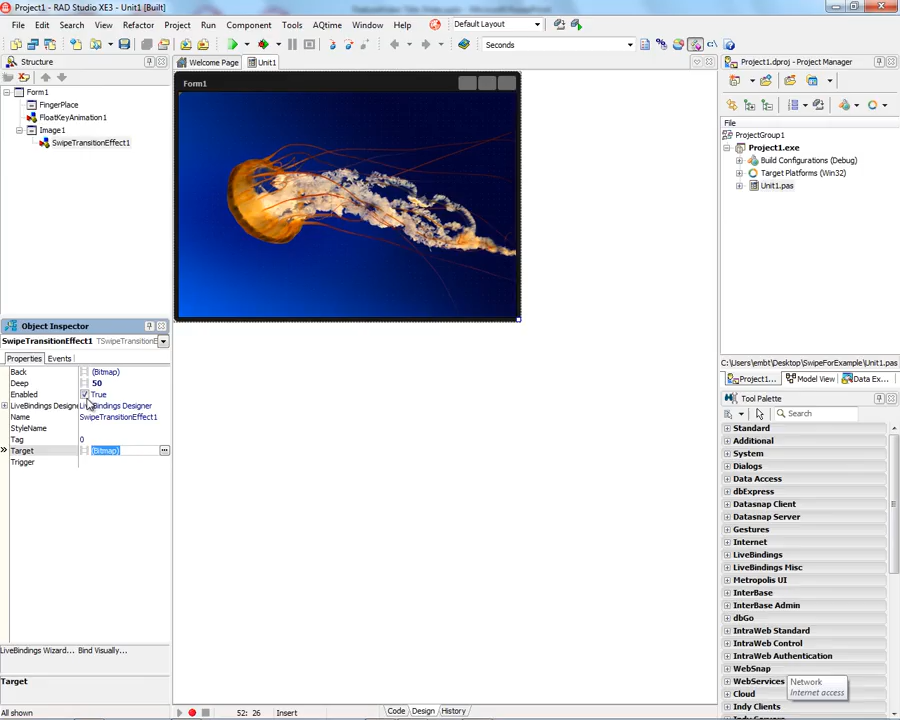 Project1 - RAD Studio XE3 - Unit1 [Built]
File Edit Search View Refactor Project Run Component Tools AQtime Window Help
Default Layout
Seconds
Structure
Form1
FingerPlace
FloatKeyAnimation1
Image1
SwipeTransitionEffect1
Welcome Page Unit1
Form1
Project1.dproj - Project Manager
File
ProjectGroup1
Project1.exe
Build Configurations (Debug)
Target Platforms (Win32)
Unit1.pas
C:\Users\embt\Desktop\SwipeForExample\Unit1.pas
Project1... Model View Data Ex...
Object Inspector
SwipeTransitionEffect1 TSwipeTransitionE
Properties Events
Back (Bitmap)
Deep 50
Enabled True
LiveBindings Designer
Name SwipeTransitionEffect1
StyleName
Tag 0
Target (Bitmap)
Trigger
LiveBindings Wizard... Bind Visually...
Target
All shown
52: 26 Insert
Code Design History
Tool Palette
Search
Standard
Additional
System
Dialogs
Data Access
dbExpress
Datasnap Client
Datasnap Server
Gestures
Internet
LiveBindings
LiveBindings Misc
Metropolis UI
InterBase
InterBase Admin
dbGo
IntraWeb Standard
IntraWeb Control
IntraWeb Authentication
WebSnap
WebServices
Cloud
Indy Clients
Network
Internet access